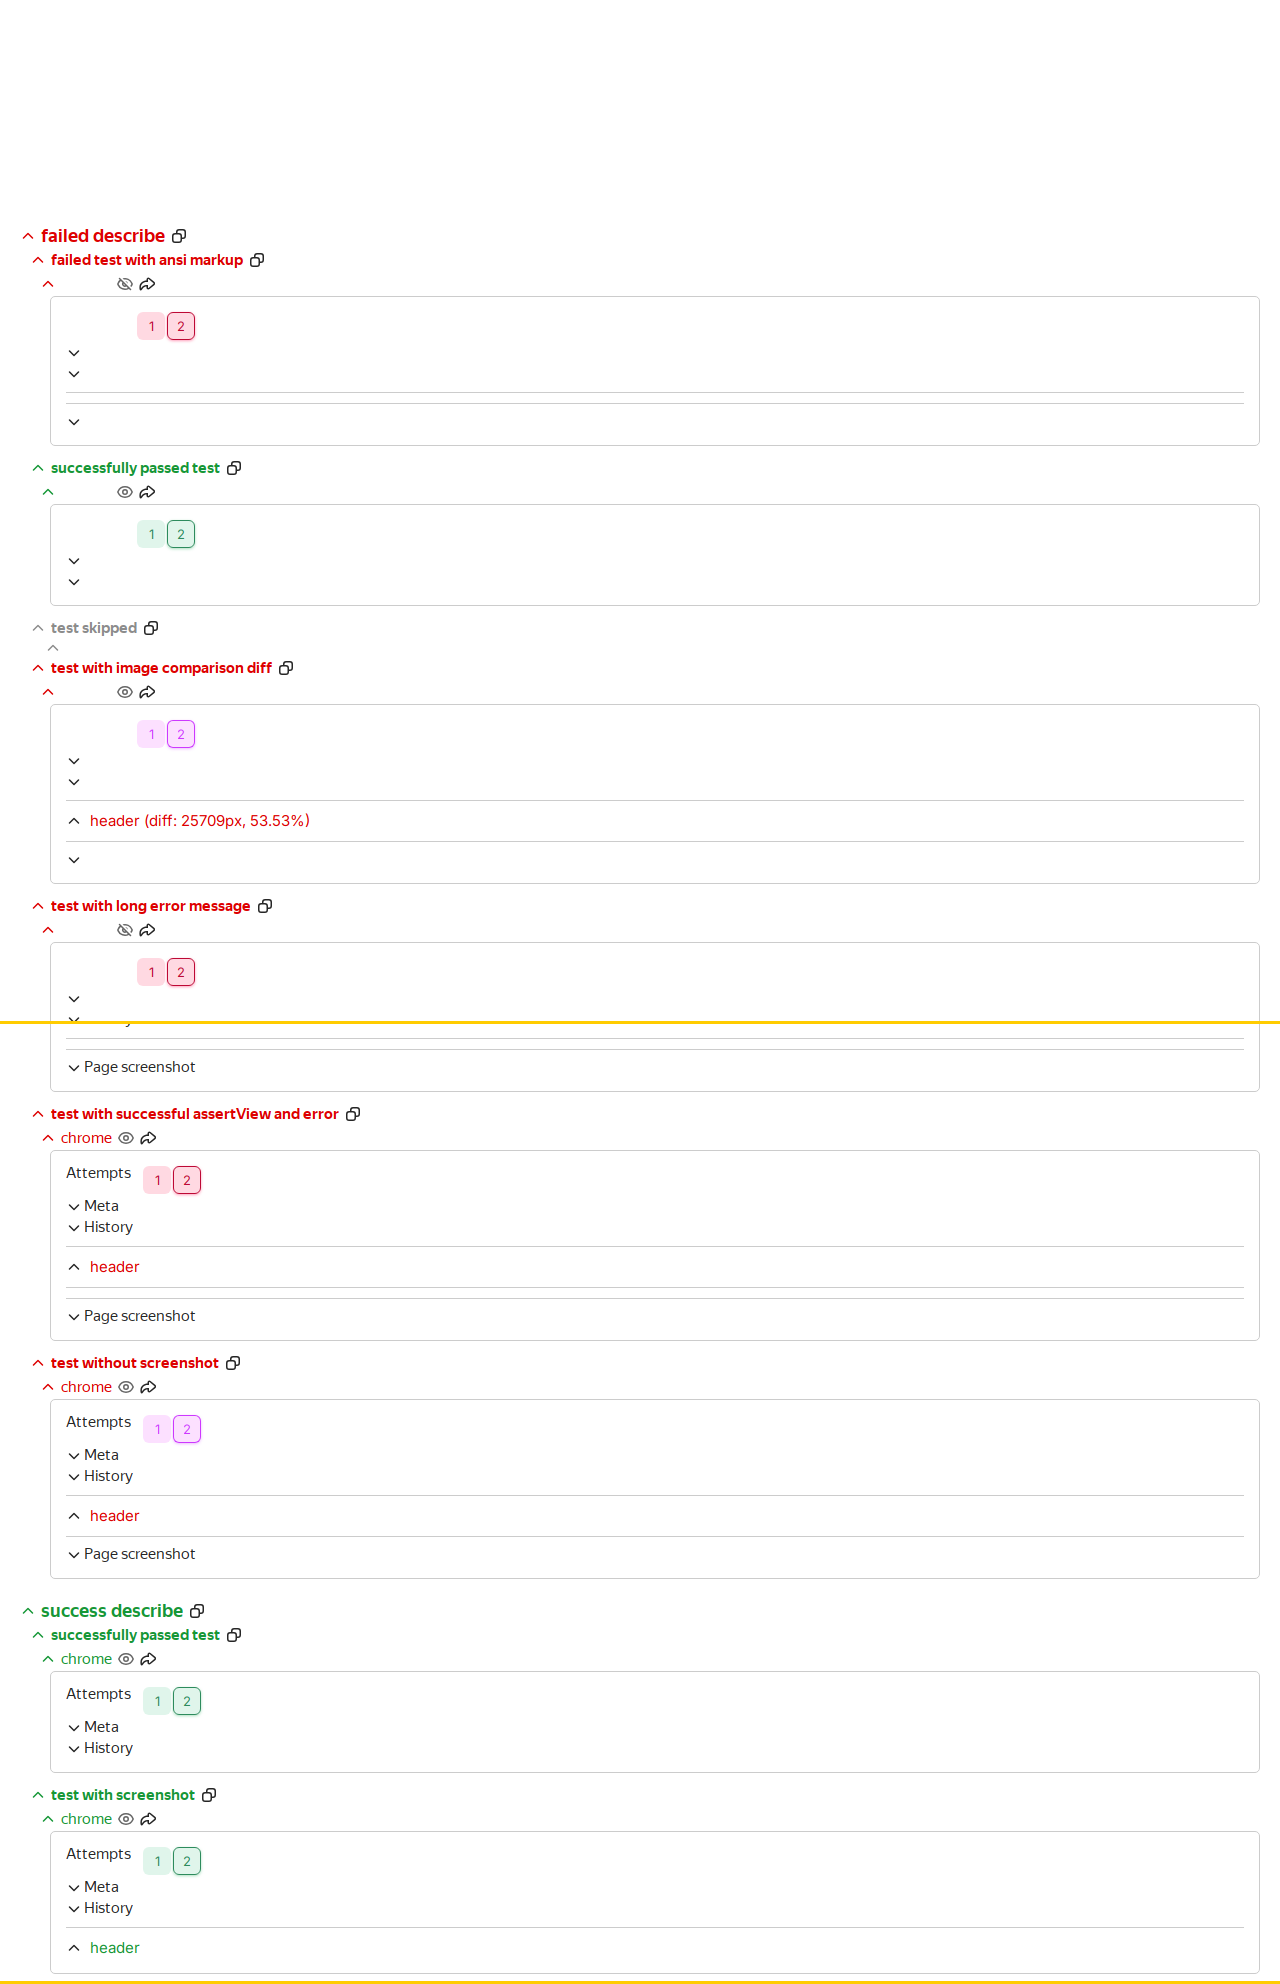 failed describe
failed test with ansi markup
1 2
successfully passed test
1 2
test skipped
test with image comparison diff
1 2
header (diff: 25709px, 53.53%)
test with long error message
1 2
Page screenshot
test with successful assertView and error
chrome
Attempts 1 2
Meta
History
header
Page screenshot
test without screenshot
chrome
Attempts 1 2
Meta
History
header
Page screenshot
success describe
successfully passed test
chrome
Attempts 1 2
Meta
History
test with screenshot
chrome
Attempts 1 2
Meta
History
header